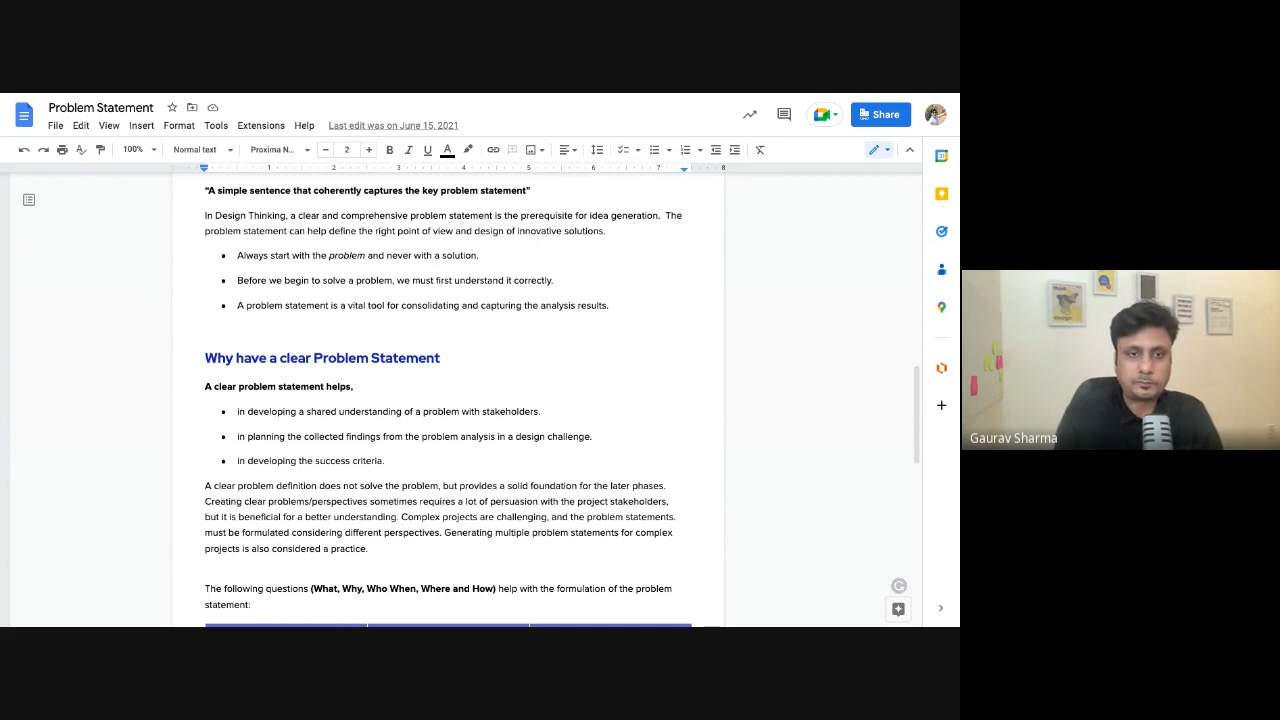 Problem Statement
File Edit View Insert Format Tools Extensions Help Last edit was on June 15, 2021
Share
100% Normal text Proxima N... 2
1 2 3 4 5 6 7 8
“A simple sentence that coherently captures the key problem statement”
In Design Thinking, a clear and comprehensive problem statement is the prerequisite for idea generation. The
problem statement can help define the right point of view and design of innovative solutions.
● Always start with the problem and never with a solution.
● Before we begin to solve a problem, we must first understand it correctly.
● A problem statement is a vital tool for consolidating and capturing the analysis results.
Why have a clear Problem Statement
A clear problem statement helps,
● in developing a shared understanding of a problem with stakeholders.
● in planning the collected findings from the problem analysis in a design challenge.
● in developing the success criteria.
A clear problem definition does not solve the problem, but provides a solid foundation for the later phases.
Creating clear problems/perspectives sometimes requires a lot of persuasion with the project stakeholders,
but it is beneficial for a better understanding. Complex projects are challenging, and the problem statements.
must be formulated considering different perspectives. Generating multiple problem statements for complex
projects is also considered a practice.
The following questions (What, Why, Who When, Where and How) help with the formulation of the problem
statement:
Gaurav Sharma